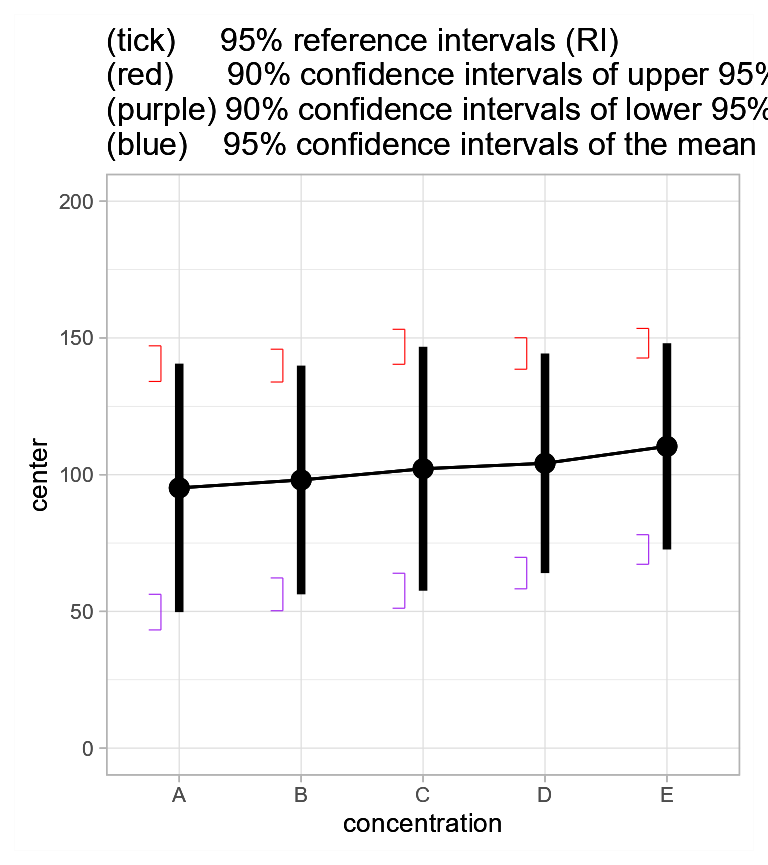 (tick) 95% reference intervals (RI)
(red) 90% confidence intervals of upper 95%
(purple) 90% confidence intervals of lower 95%
(blue) 95% confidence intervals of the mean
200
150
100
50
0
center
A B C D E
concentration